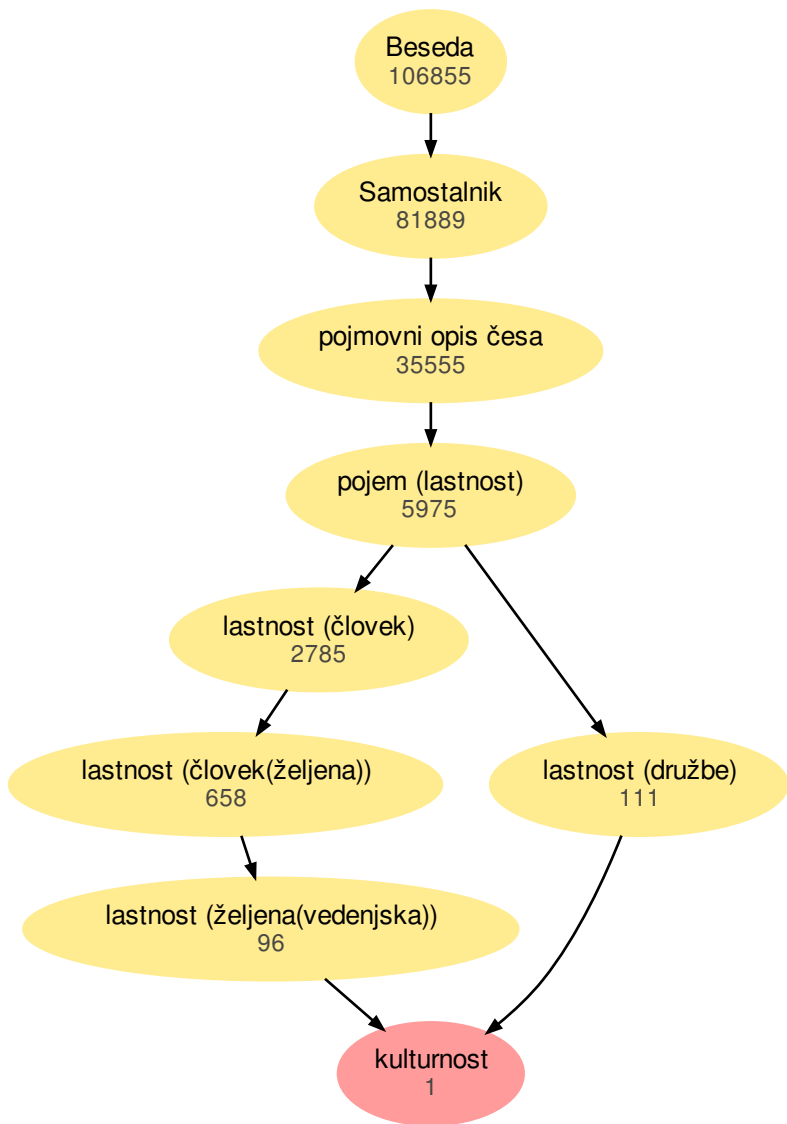 Beseda
106855
Samostalnik
81889
pojmovni opis česa
35555
pojem (lastnost)
5975
lastnost (človek)
2785
lastnost (človek(željena))
658
lastnost (družbe)
111
lastnost (željena(vedenjska))
96
kulturnost
1